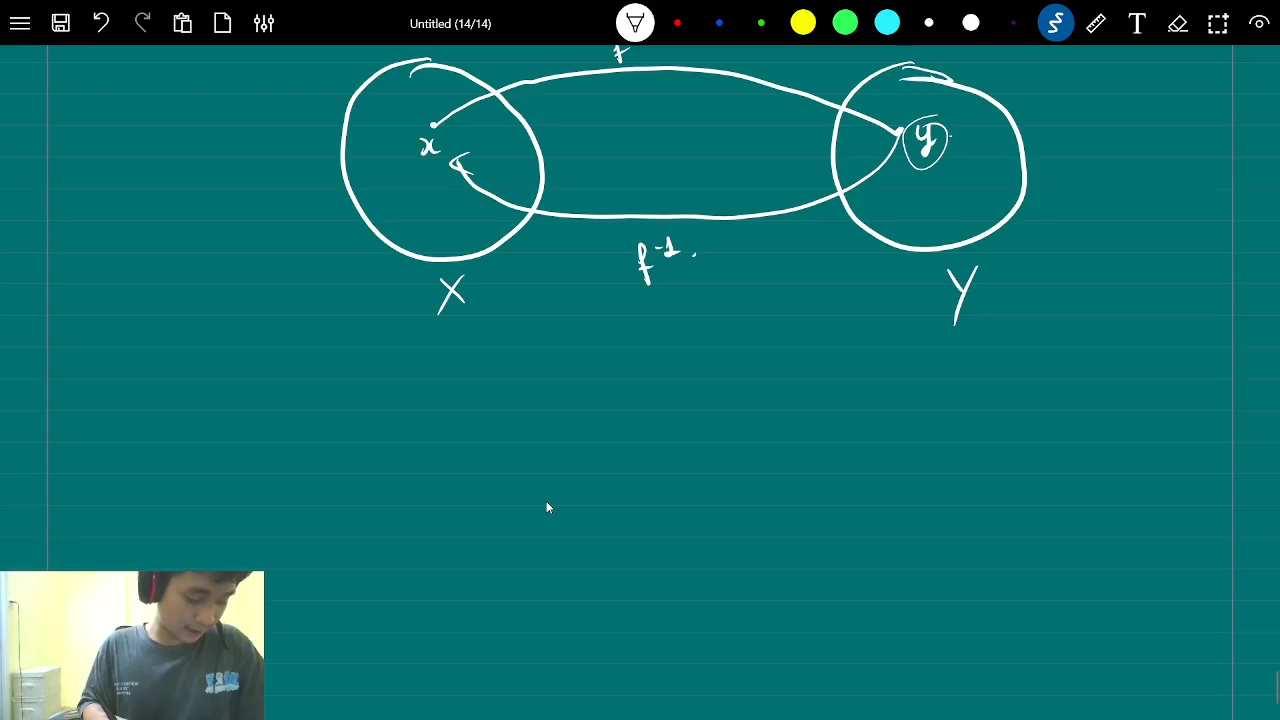 Untitled (14/14)
T
f
x
y
f⁻¹.
X
Y